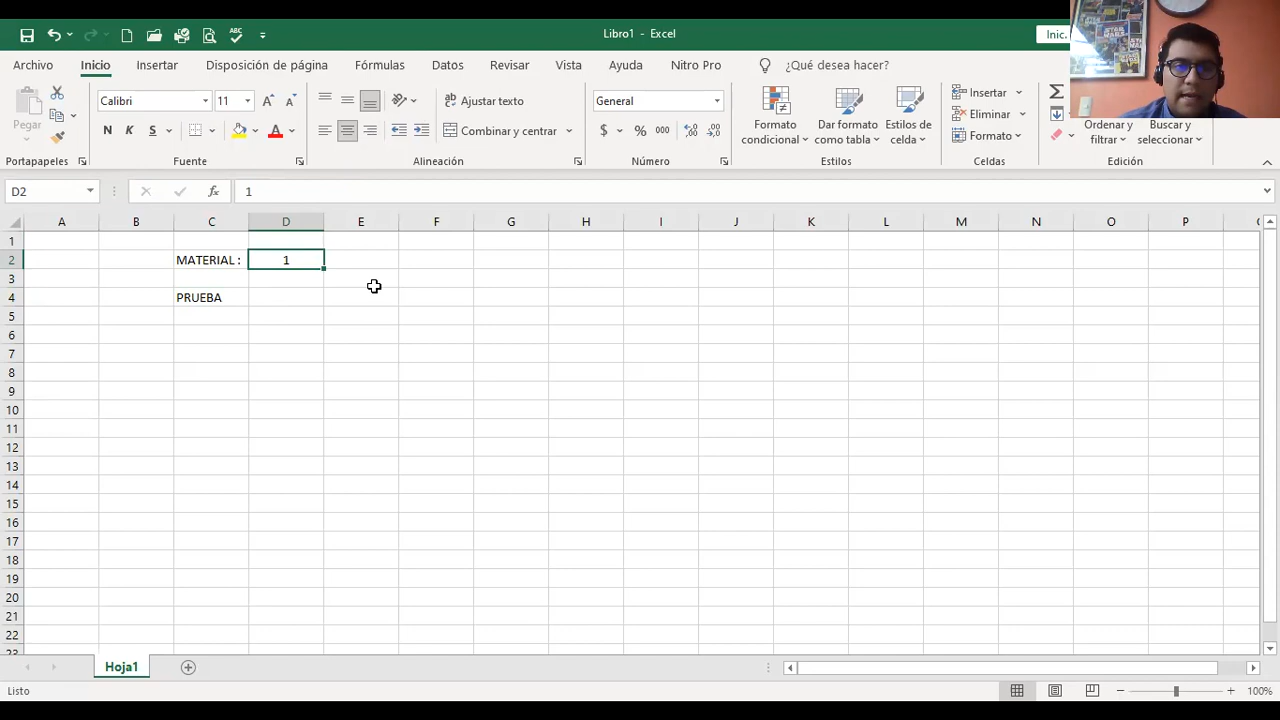 Libro1 - Excel
Inic.
Archivo Inicio Insertar Disposición de página Fórmulas Datos Revisar Vista Ayuda Nitro Pro ¿Qué desea hacer?
Pegar
Calibri 11
N K S
Ajustar texto
Combinar y centrar
General
$ % 000
Formato condicional
Dar formato como tabla
Estilos de celda
Insertar
Eliminar
Formato
Ordenar y filtrar
Buscar y seleccionar
Portapapeles Fuente Alineación Número Estilos Celdas Edición
D2 fx 1
A B C D E F G H I J K L M N O P
1
2 MATERIAL : 1
3
4 PRUEBA
5
6
7
8
9
10
11
12
13
14
15
16
17
18
19
20
21
22
23
Hoja1
Listo 100%